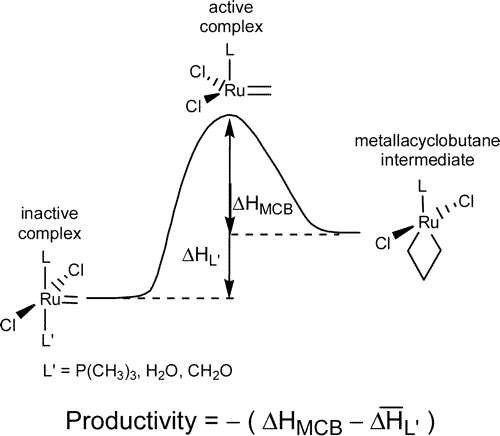 active
complex
L
Cl
Ru
Cl
metallacyclobutane
intermediate
L
Cl
Ru
Cl
ΔH_MCB
inactive
complex
L
Cl
Ru
Cl
L'
ΔH_L'
L' = P(CH₃)₃, H₂O, CH₂O
Productivity = – ( ΔH_MCB – Δ̅H̅_L' )